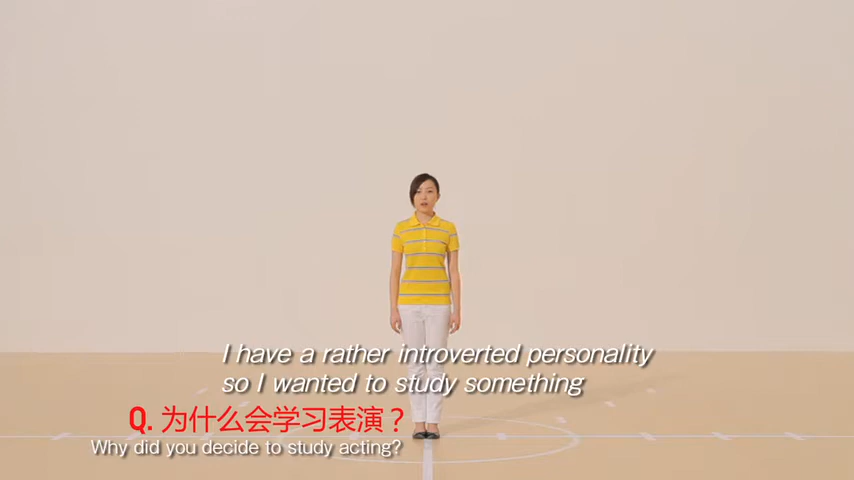 I have a rather introverted personality
so I wanted to study something
Q. 为什么会学习表演？
Why did you decide to study acting?